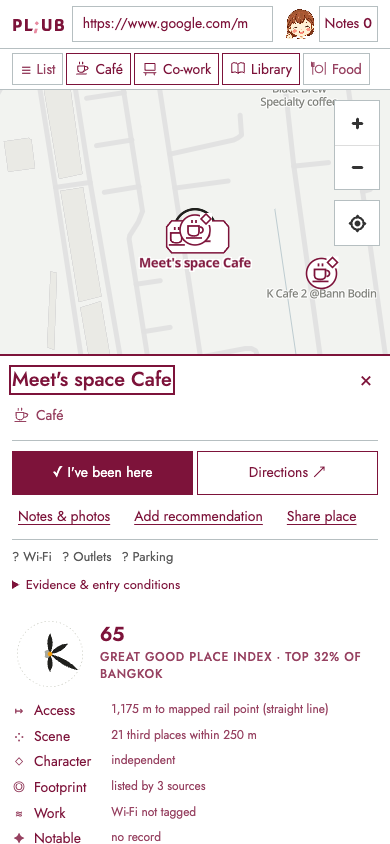 PL;UB
https://www.google.com/m
Notes 0
List
Café
Co-work
Library
Food
Black Brew
Specialty coffee
+
−
Meet's space Cafe
K Cafe 2 @Bann Bodin
Meet's space Cafe
×
Café
✓ I've been here
Directions ↗
Notes & photos
Add recommendation
Share place
? Wi-Fi ? Outlets ? Parking
▶ Evidence & entry conditions
65
GREAT GOOD PLACE INDEX · TOP 32% OF
BANGKOK
Access 1,175 m to mapped rail point (straight line)
Scene 21 third places within 250 m
Character independent
Footprint listed by 3 sources
Work Wi-Fi not tagged
Notable no record